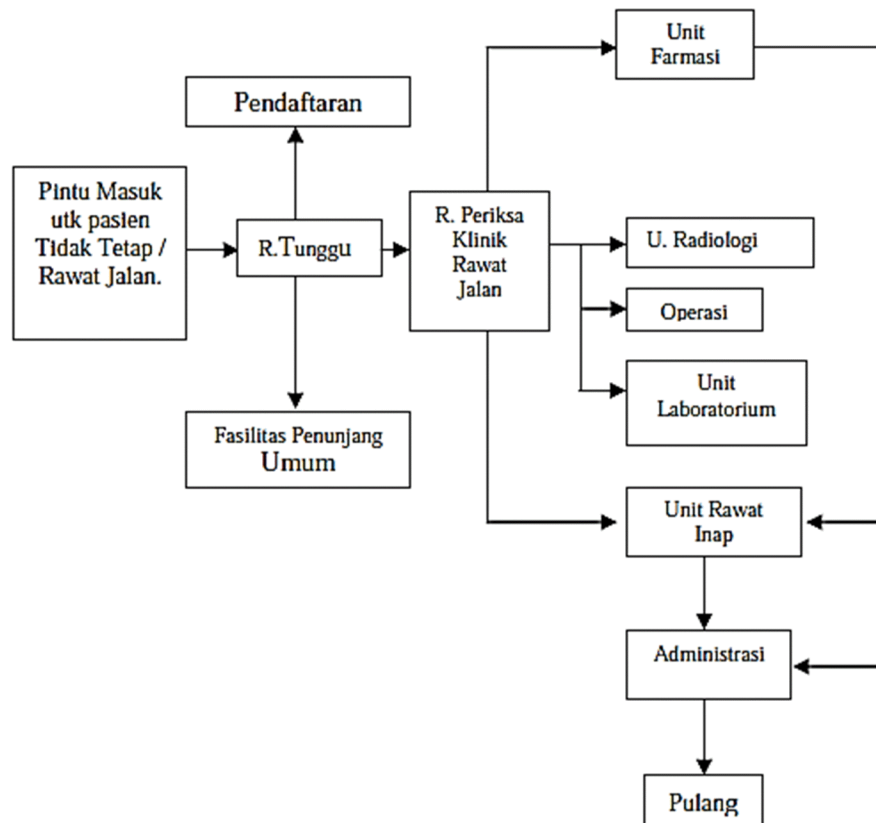 Pintu Masuk
utk pasien
Tidak Tetap /
Rawat Jalan.
Pendaftaran
R.Tunggu
Fasilitas Penunjang
Umum
R. Periksa
Klinik
Rawat
Jalan
Unit
Farmasi
U. Radiologi
Operasi
Unit
Laboratorium
Unit Rawat
Inap
Administrasi
Pulang